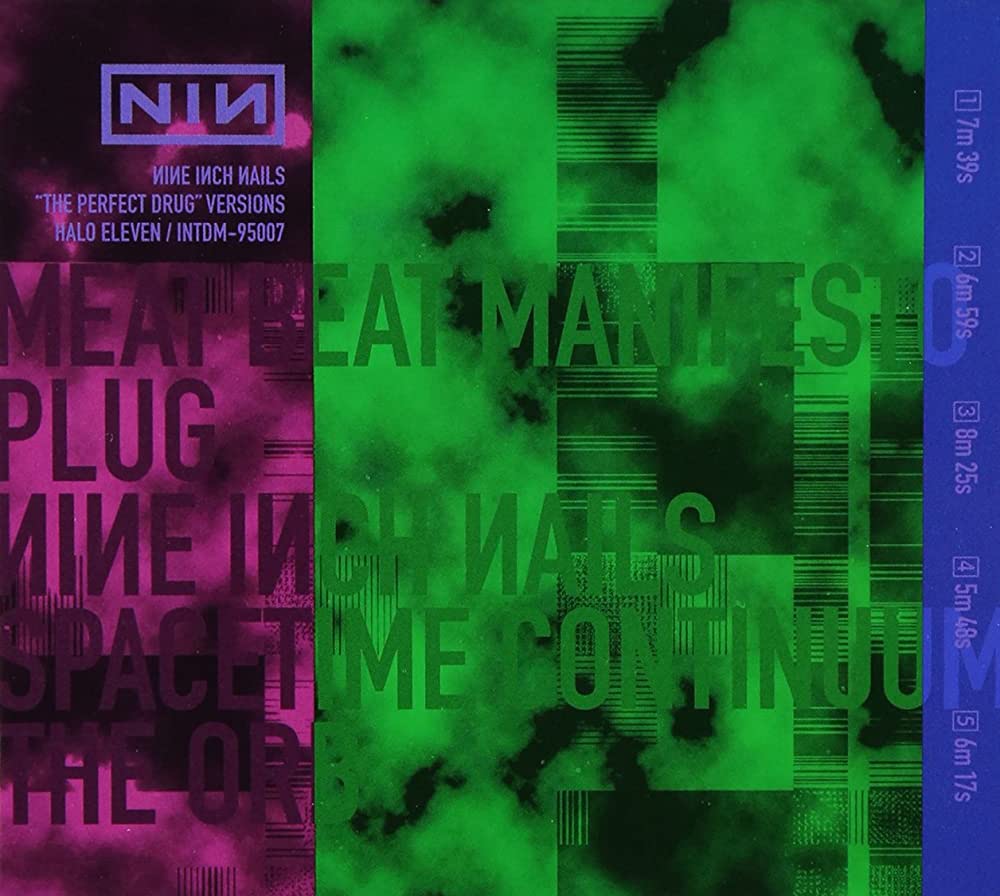 NIN
NINE INCH NAILS
"THE PERFECT DRUG" VERSIONS
HALO ELEVEN / INTDM-95007
MEAT BEAT MANIFESTO
PLUG
NINE INCH NAILS
SPACETIME CONTINUUM
THE ORB
1 7m 39s
2 6m 59s
3 8m 25s
4 5m 48s
5 6m 17s